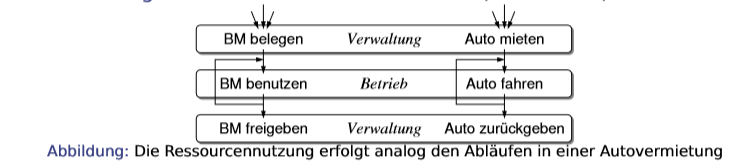 BM belegen Verwaltung Auto mieten
BM benutzen Betrieb Auto fahren
BM freigeben Verwaltung Auto zurückgeben
Abbildung: Die Ressourcennutzung erfolgt analog den Abläufen in einer Autovermietung